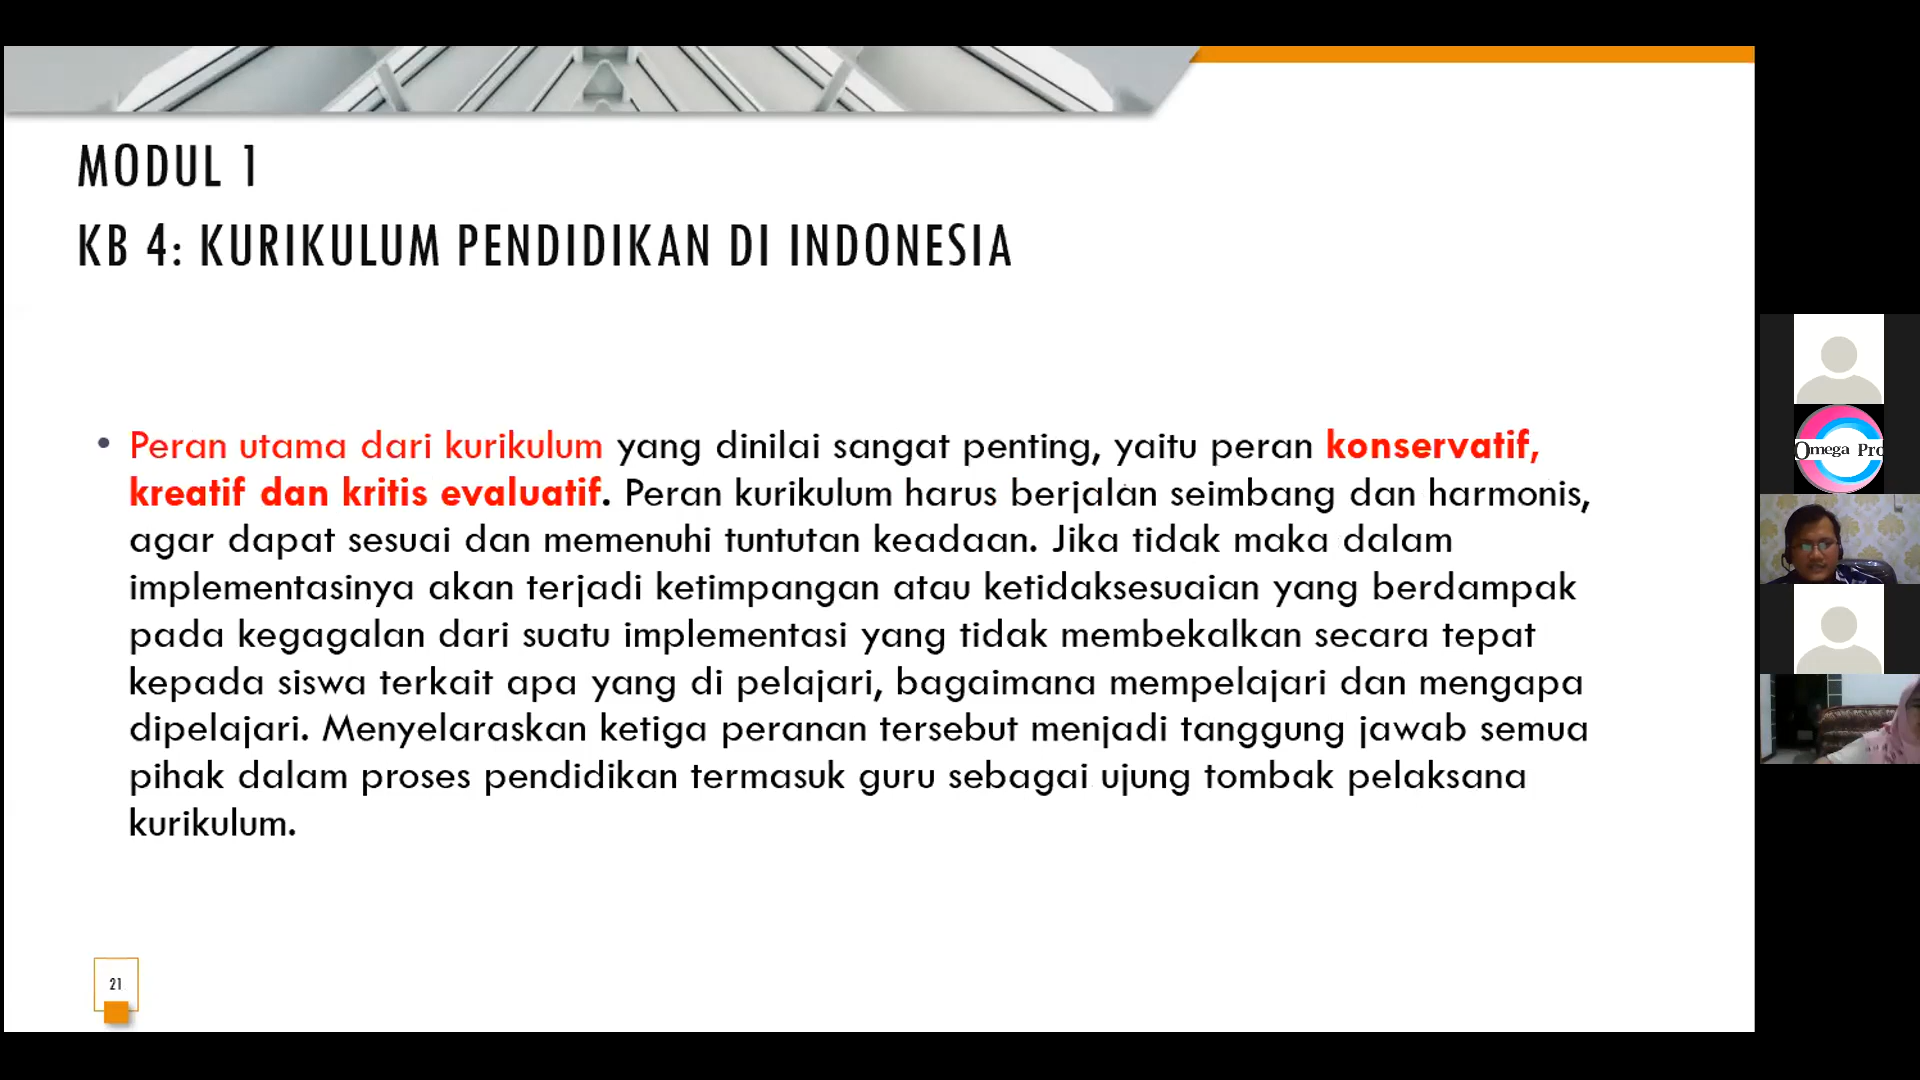 MODUL 1
KB 4: KURIKULUM PENDIDIKAN DI INDONESIA
• Peran utama dari kurikulum yang dinilai sangat penting, yaitu peran konservatif,
kreatif dan kritis evaluatif. Peran kurikulum harus berjalan seimbang dan harmonis,
agar dapat sesuai dan memenuhi tuntutan keadaan. Jika tidak maka dalam
implementasinya akan terjadi ketimpangan atau ketidaksesuaian yang berdampak
pada kegagalan dari suatu implementasi yang tidak membekalkan secara tepat
kepada siswa terkait apa yang di pelajari, bagaimana mempelajari dan mengapa
dipelajari. Menyelaraskan ketiga peranan tersebut menjadi tanggung jawab semua
pihak dalam proses pendidikan termasuk guru sebagai ujung tombak pelaksana
kurikulum.
21
Omega Pro